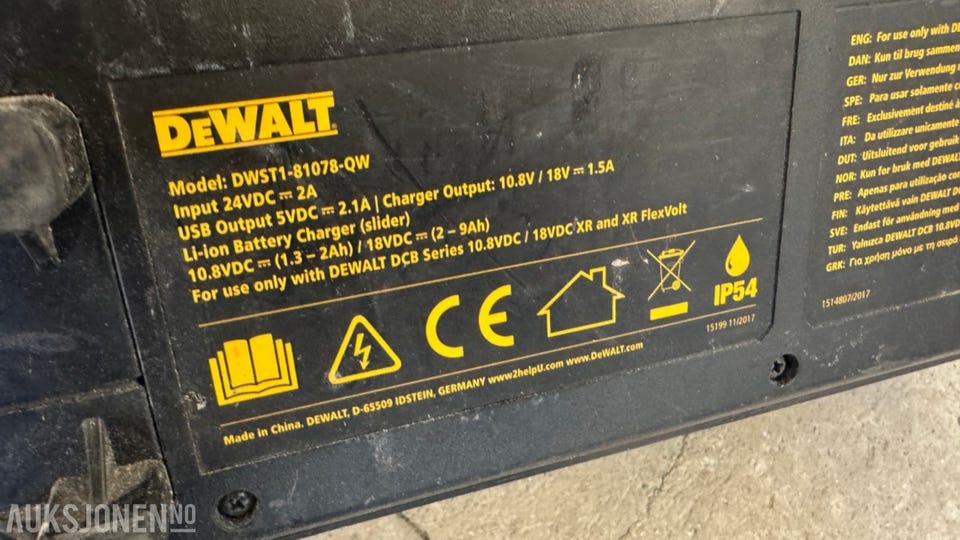 DEWALT
Model: DWST1-81078-QW
Input 24VDC ⎓ 2A
USB Output 5VDC ⎓ 2.1A | Charger Output: 10.8V / 18V ⎓ 1.5A
Li-ion Battery Charger (slider)
10.8VDC ⎓ (1.3 – 2Ah) / 18VDC ⎓ (2 – 9Ah)
For use only with DEWALT DCB Series 10.8VDC / 18VDC XR and XR FlexVolt
CE
IP54
15199 11/2017
Made in China. DEWALT, D-65509 IDSTEIN, GERMANY www.2helpU.com www.DeWALT.com
ENG: For use only with
DAN: Kun til brug sammen
GER: Nur zur Verwendung
SPE: Para usar solamente
FRE: Exclusivement destiné à
ITA: Da utilizzare unicamente
DUT: Uitsluitend voor gebruik
NOR: Kun for bruk med DEWALT
PRE: Apenas para utilização
FIN: Käytettävä vain DEWALT
SVE: Endast för användning med
TUR: Yalnızca DEWALT DCB 10.8V
GRK: Για χρήση μόνο με τη σειρά
1514807/2017
AUKSJONEN.NO